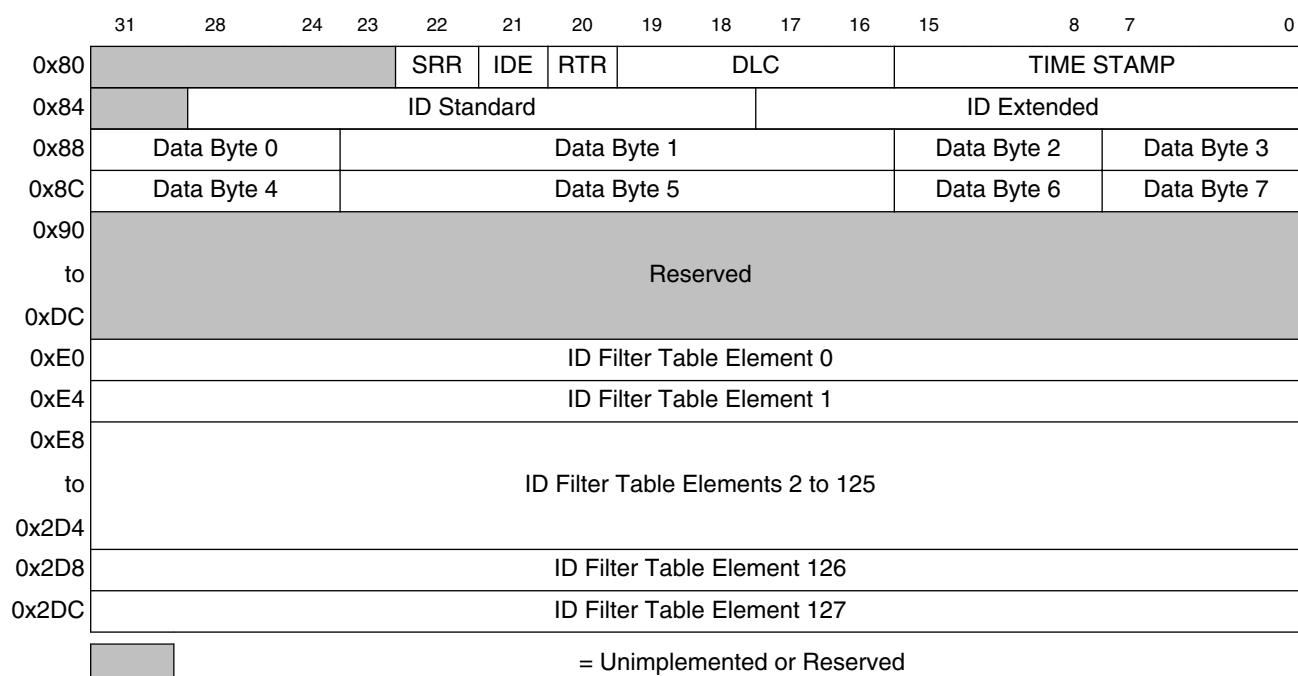 31 28 24 23 22 21 20 19 18 17 16 15 8 7 0
0x80 SRR IDE RTR DLC TIME STAMP
0x84 ID Standard ID Extended
0x88 Data Byte 0 Data Byte 1 Data Byte 2 Data Byte 3
0x8C Data Byte 4 Data Byte 5 Data Byte 6 Data Byte 7
0x90
to Reserved
0xDC
0xE0 ID Filter Table Element 0
0xE4 ID Filter Table Element 1
0xE8
to ID Filter Table Elements 2 to 125
0x2D4
0x2D8 ID Filter Table Element 126
0x2DC ID Filter Table Element 127
= Unimplemented or Reserved